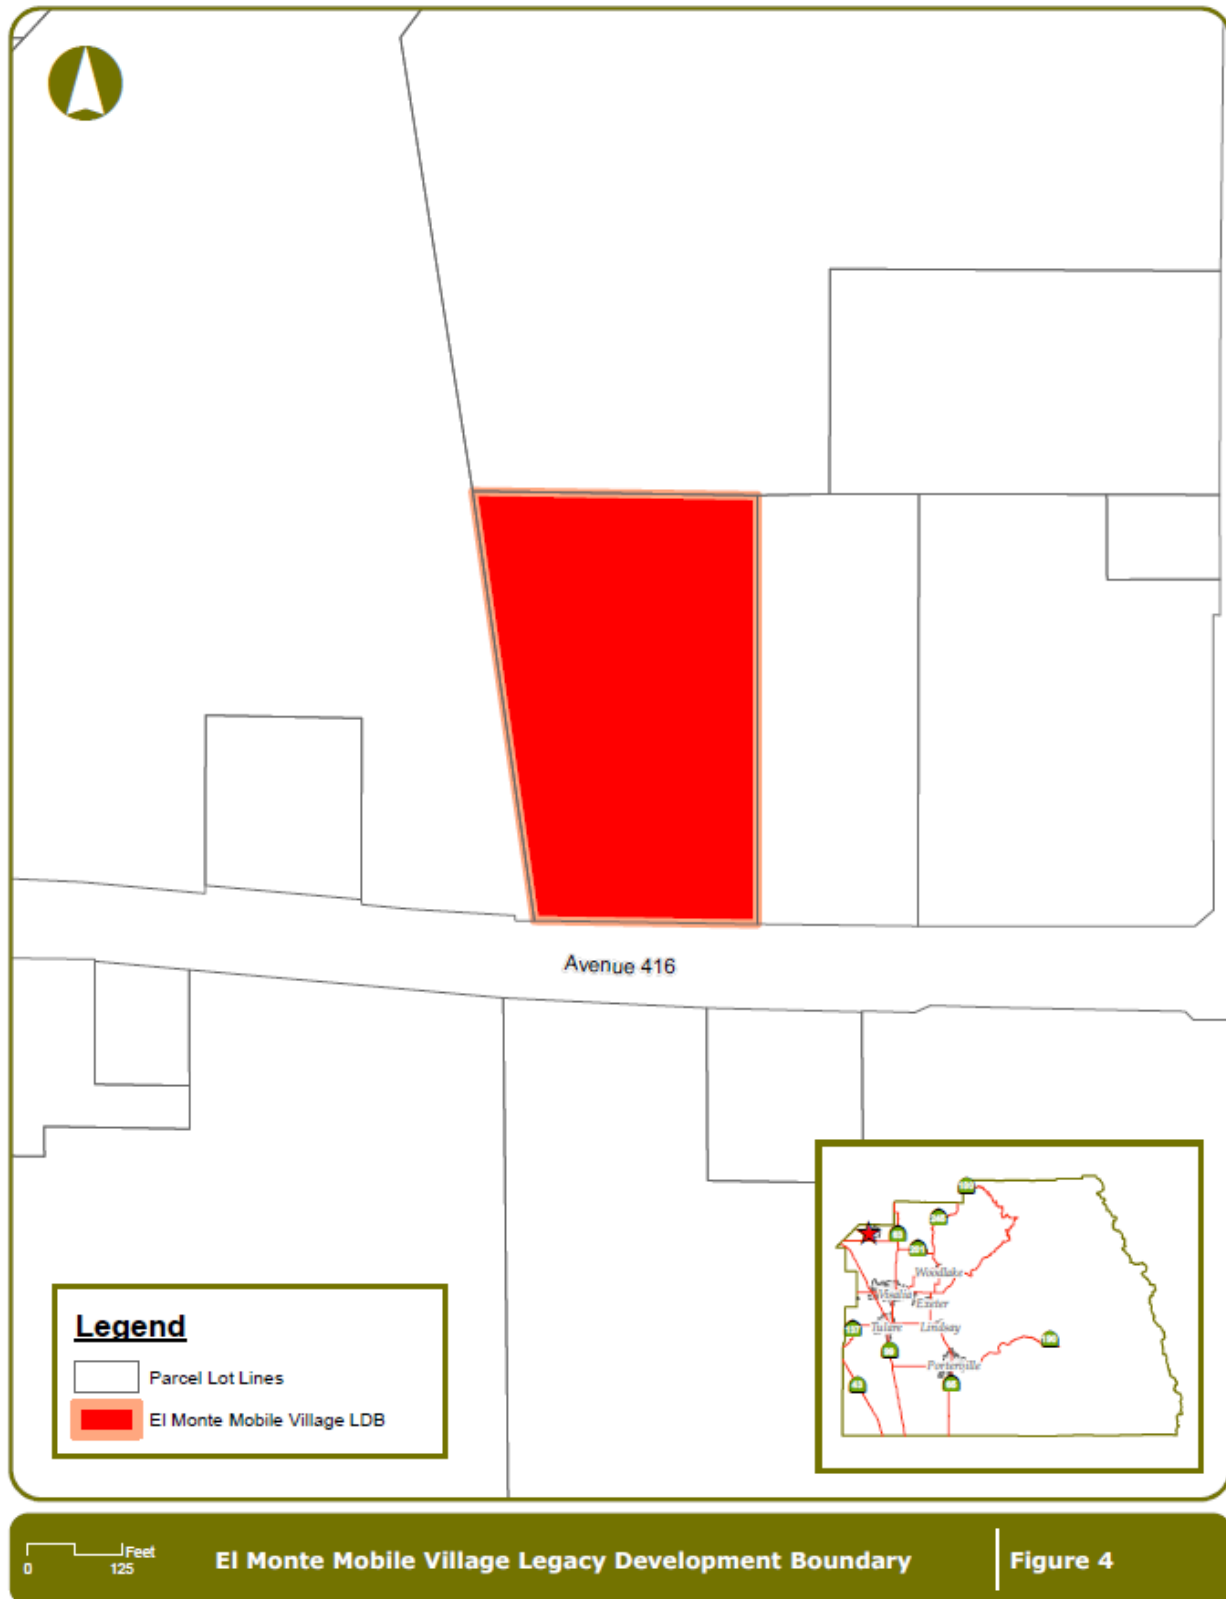 Avenue 416
Woodlake
Visalia
Exeter
Tulare
Lindsay
Porterville
Legend
Parcel Lot Lines
El Monte Mobile Village LDB
Feet
0 125
El Monte Mobile Village Legacy Development Boundary
Figure 4